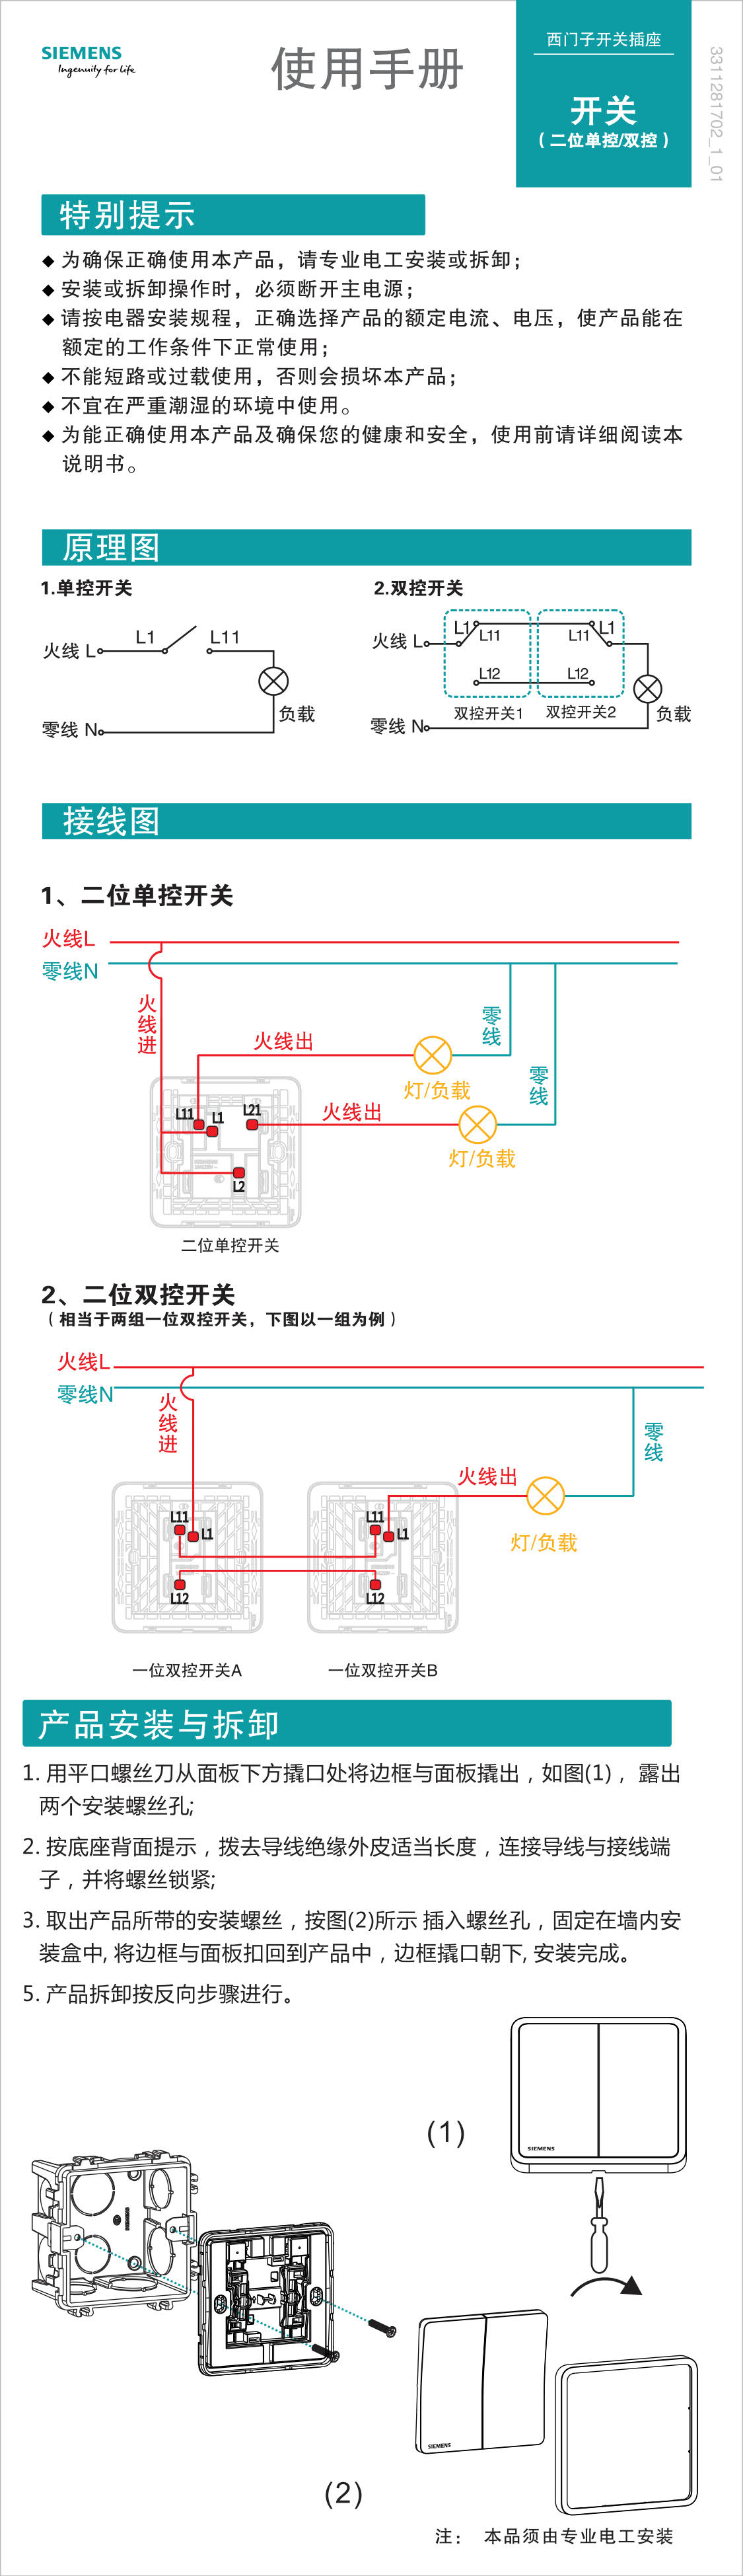 SIEMENS
Ingenuity for life
使用手册
西门子开关插座
开关
（二位单控/双控）
3311281702_1_01
特别提示
◆ 为确保正确使用本产品，请专业电工安装或拆卸；
◆ 安装或拆卸操作时，必须断开主电源；
◆ 请按电器安装规程，正确选择产品的额定电流、电压，使产品能在
额定的工作条件下正常使用；
◆ 不能短路或过载使用，否则会损坏本产品；
◆ 不宜在严重潮湿的环境中使用。
◆ 为能正确使用本产品及确保您的健康和安全，使用前请详细阅读本
说明书。
原理图
1.单控开关
火线 L
L1
L11
负载
零线 N
2.双控开关
火线 L
L1
L11
L11
L1
L12
L12
双控开关1
双控开关2
负载
零线 N
接线图
1、二位单控开关
火线L
零线N
火线进
火线出
零线
灯/负载
零线
火线出
灯/负载
L11
L1
L21
L2
二位单控开关
2、二位双控开关
（相当于两组一位双控开关，下图以一组为例）
火线L
零线N
火线进
零线
火线出
灯/负载
L11
L1
L12
L11
L1
L12
一位双控开关A
一位双控开关B
产品安装与拆卸
1. 用平口螺丝刀从面板下方撬口处将边框与面板撬出，如图(1)，露出
两个安装螺丝孔;
2. 按底座背面提示，拨去导线绝缘外皮适当长度，连接导线与接线端
子，并将螺丝锁紧;
3. 取出产品所带的安装螺丝，按图(2)所示 插入螺丝孔，固定在墙内安
装盒中, 将边框与面板扣回到产品中，边框撬口朝下, 安装完成。
5. 产品拆卸按反向步骤进行。
(1)
SIEMENS
SIEMENS
(2)
注： 本品须由专业电工安装